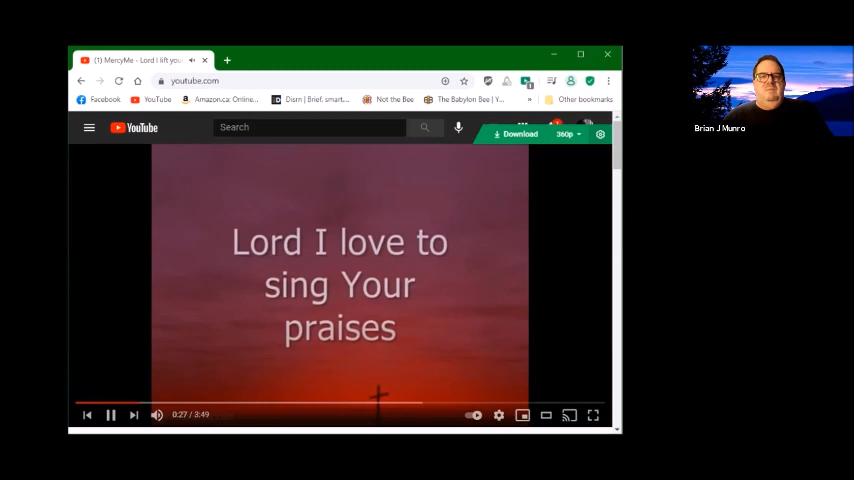 (1) MercyMe - Lord I lift you
youtube.com
Facebook YouTube Amazon.ca: Online... Disrn | Brief, smart.... Not the Bee The Babylon Bee | Y... » Other bookmarks
YouTube Search
Download 360p
Brian J Munro
Lord I love to
sing Your
praises
0:27 / 3:49